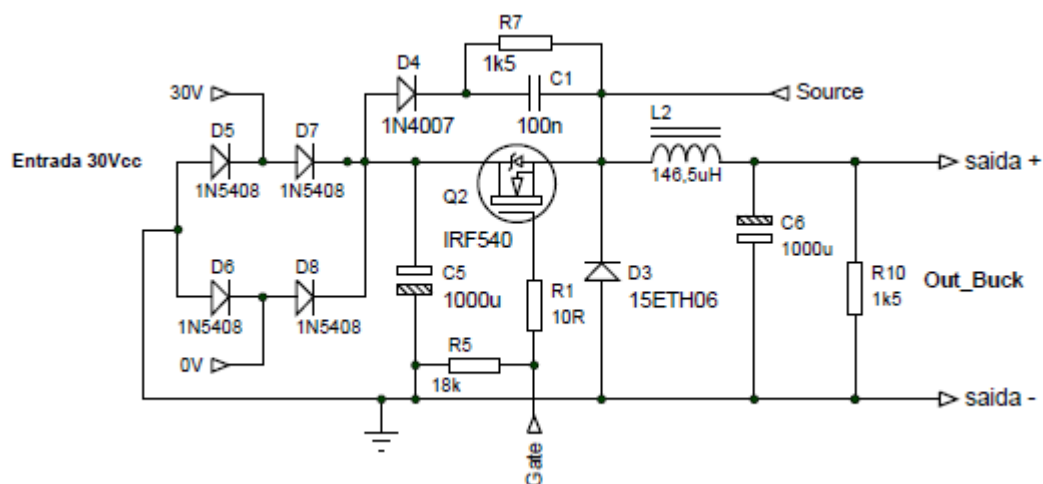 R7
1k5
D4
1N4007
C1
100n
30V
Source
L2
146,5uH
D5
1N5408
D7
1N5408
Entrada 30Vcc
saida +
Q2
IRF540
D6
1N5408
D8
1N5408
C5
1000u
R1
10R
D3
15ETH06
C6
1000u
R10
1k5
Out_Buck
0V
R5
18k
saida -
Gate